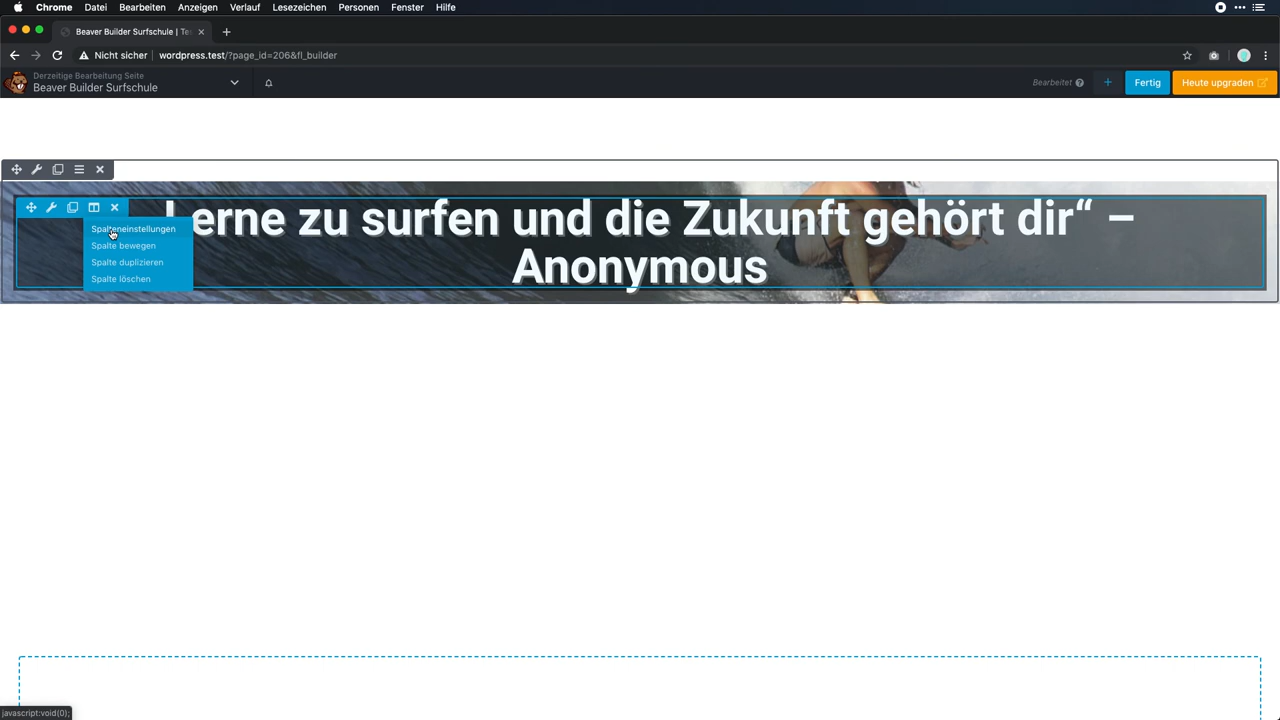 Chrome Datei Bearbeiten Anzeigen Verlauf Lesezeichen Personen Fenster Hilfe
Beaver Builder Surfschule | Tes
Nicht sicher wordpress.test/?page_id=206&fl_builder
Derzeitige Bearbeitung Seite
Beaver Builder Surfschule
Bearbeitet
Fertig
Heute upgraden
Lerne zu surfen und die Zukunft gehört dir“ –
Anonymous
Spalteneinstellungen
Spalte bewegen
Spalte duplizieren
Spalte löschen
javascript:void(0);